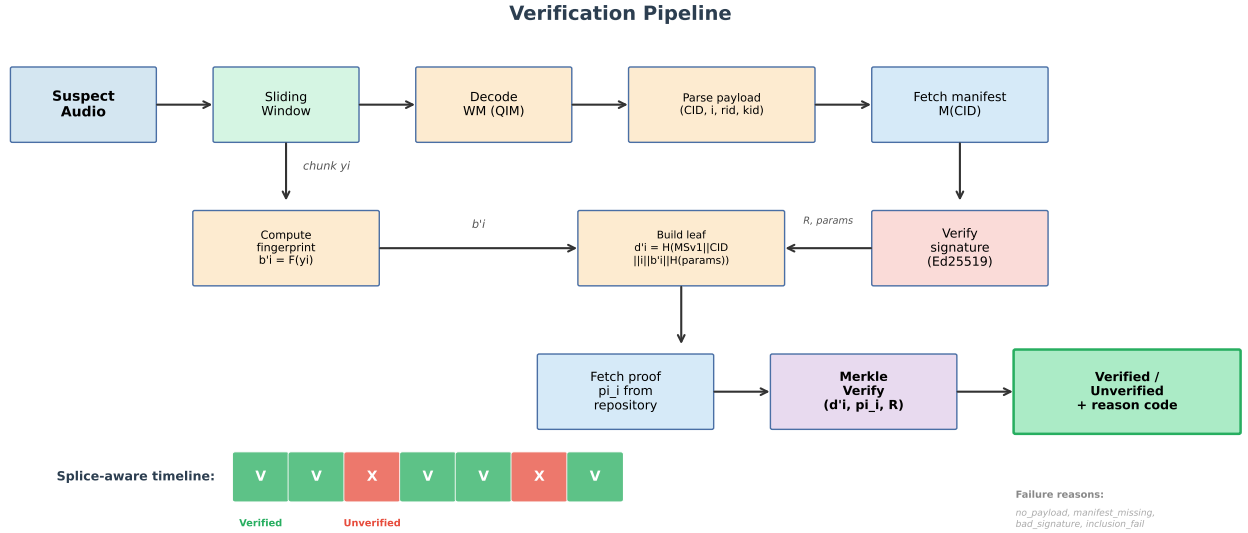 Verification Pipeline
Suspect
Audio
Sliding
Window
Decode
WM (QIM)
Parse payload
(CID, i, rid, kid)
Fetch manifest
M(CID)
chunk yi
Compute
fingerprint
b'i = F(yi)
b'i
Build leaf
d'i = H(MSv1||CID
||i||b'i||H(params))
R, params
Verify
signature
(Ed25519)
Fetch proof
pi_i from
repository
Merkle
Verify
(d'i, pi_i, R)
Verified /
Unverified
+ reason code
Splice-aware timeline:
V V X V V X V
Verified
Unverified
Failure reasons:
no_payload, manifest_missing,
bad_signature, inclusion_fail